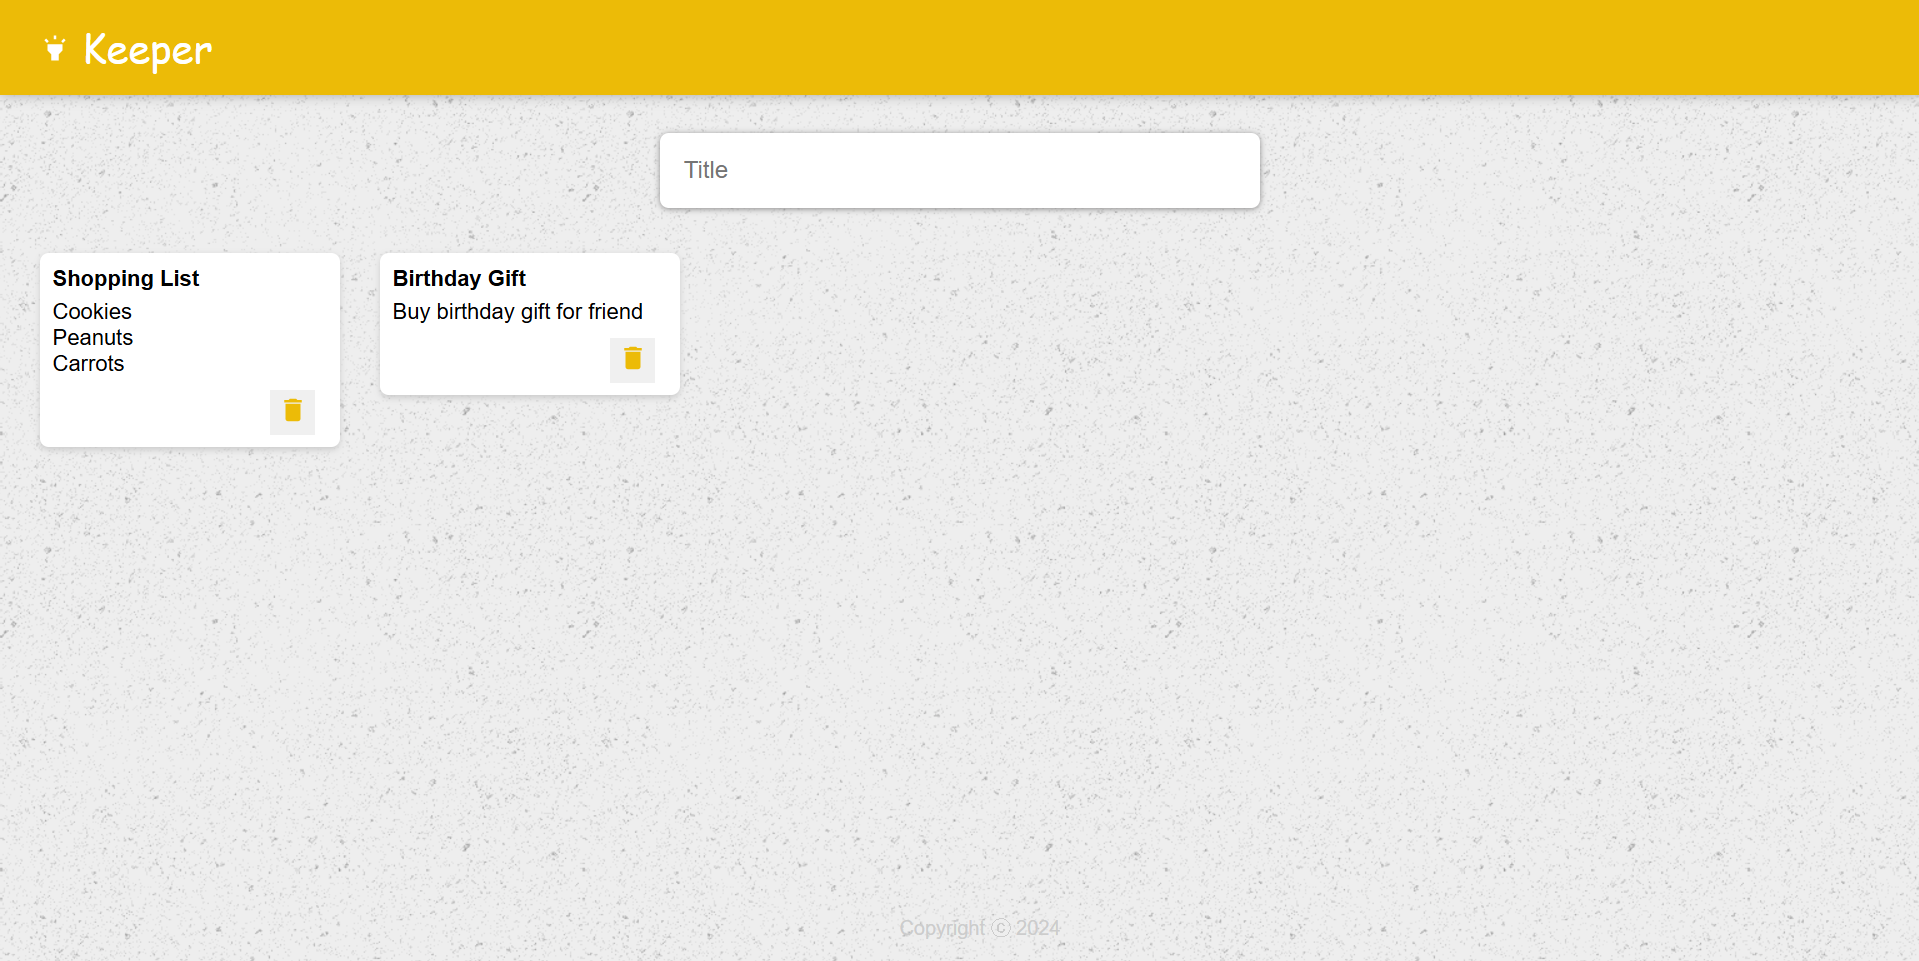 Keeper
Title
Shopping List
Cookies
Peanuts
Carrots
Birthday Gift
Buy birthday gift for friend
Copyright ⓒ 2024